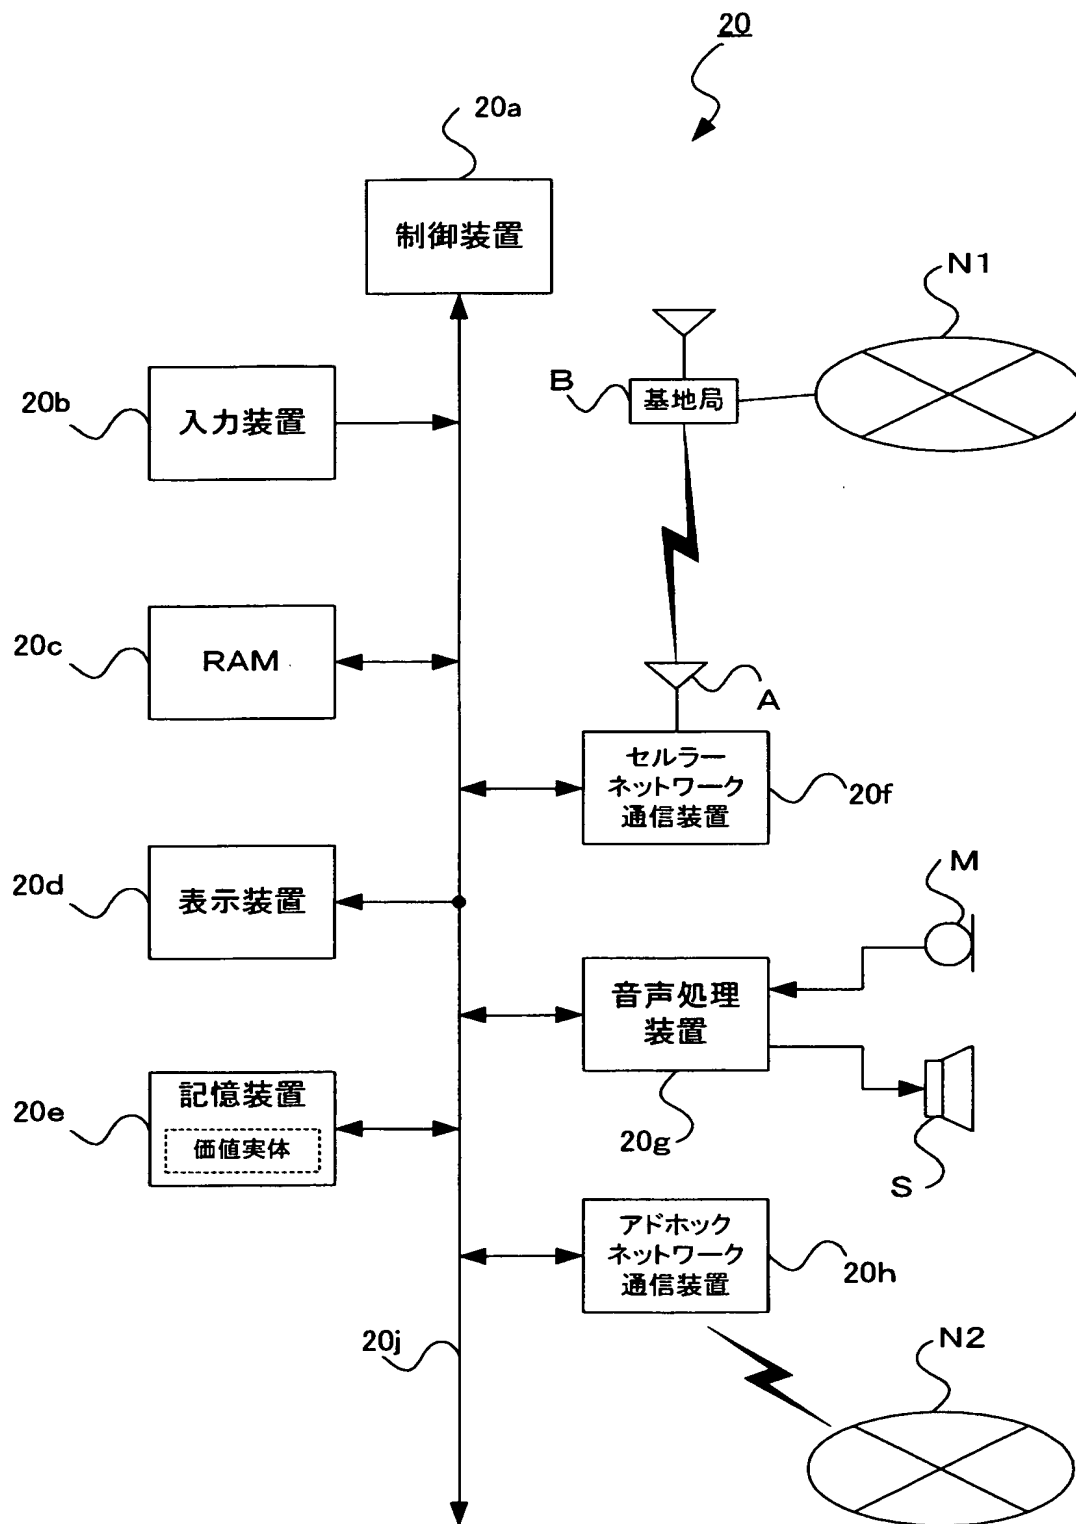 20
20a
制御装置
N1
B
基地局
20b
入力装置
20c
RAM
A
セルラー
ネットワーク
通信装置
20f
20d
表示装置
M
音声処理
装置
20g
S
20e
記憶装置
価値実体
アドホック
ネットワーク
通信装置
20h
20j
N2